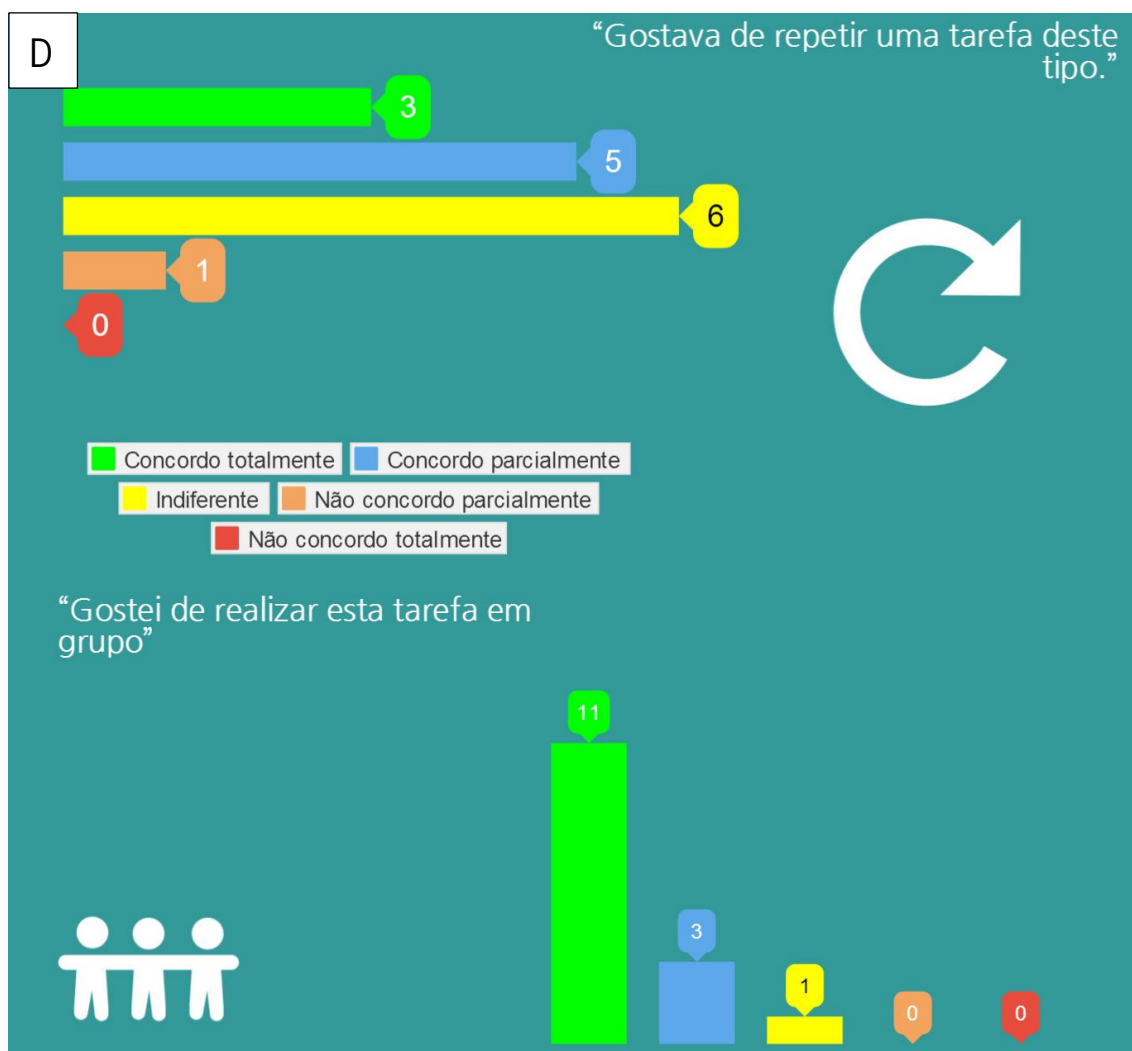 D
“Gostava de repetir uma tarefa deste
tipo.”
3
5
6
1
0
Concordo totalmente
Concordo parcialmente
Indiferente
Não concordo parcialmente
Não concordo totalmente
“Gostei de realizar esta tarefa em
grupo”
11
3
1
0
0